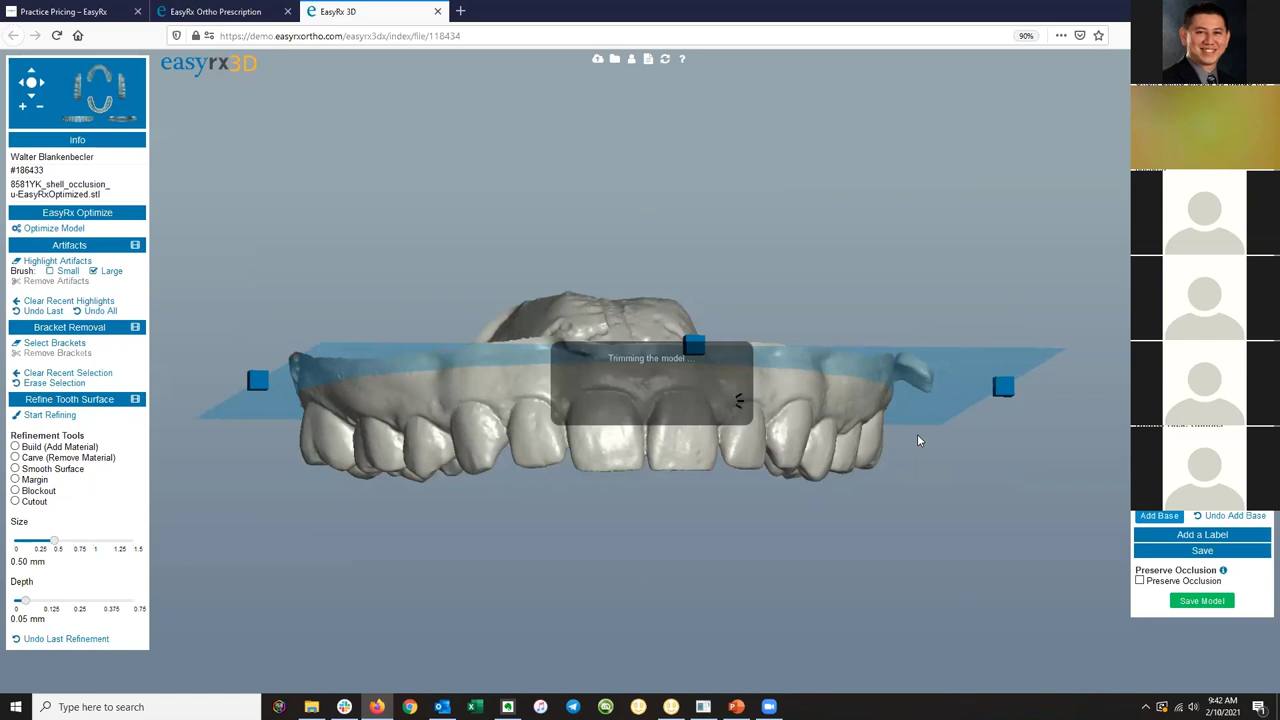 Practice Pricing – EasyRx
EasyRx Ortho Prescription
EasyRx 3D
https://demo.easyrxortho.com/easyrx3dx/index/file/118434
90%
easyrx3D
Info
Walter Blankenbecler
#186433
8581YK_shell_occlusion_
u-EasyRxOptimized.stl
EasyRx Optimize
Optimize Model
Artifacts
Highlight Artifacts
Brush: Small Large
Remove Artifacts
Clear Recent Highlights
Undo Last Undo All
Bracket Removal
Select Brackets
Remove Brackets
Clear Recent Selection
Erase Selection
Refine Tooth Surface
Start Refining
Refinement Tools
Build (Add Material)
Carve (Remove Material)
Smooth Surface
Margin
Blockout
Cutout
Size
0 0.25 0.5 0.75 1 1.25 1.5
0.50 mm
Depth
0 0.125 0.25 0.375 0.75
0.05 mm
Undo Last Refinement
Trimming the model ...
Add Base Undo Add Base
Add a Label
Save
Preserve Occlusion
Preserve Occlusion
Save Model
Type here to search
9:42 AM
2/10/2021